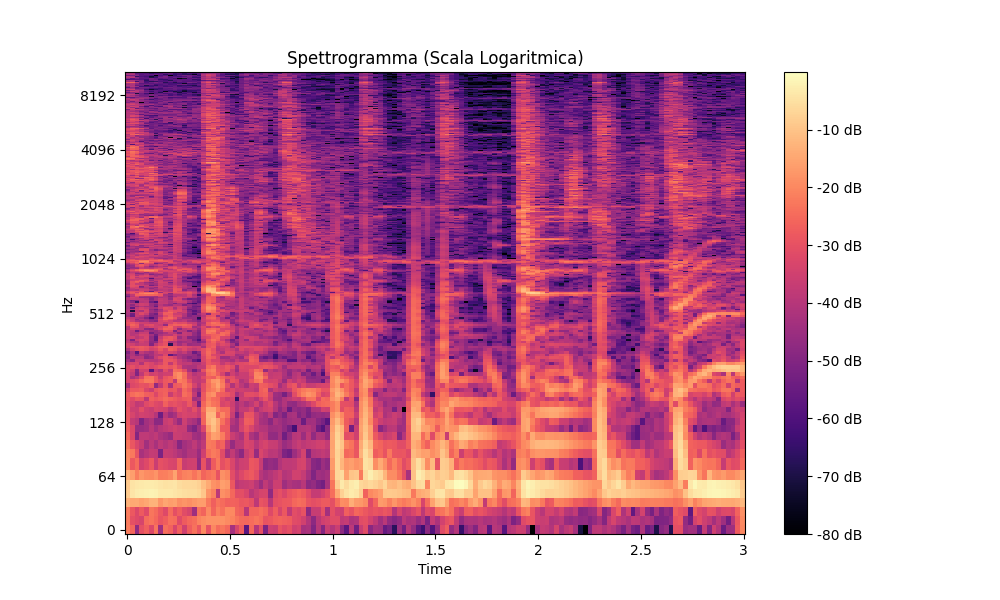 Spettrogramma (Scala Logaritmica)
8192
4096
2048
1024
512
256
128
64
0
Hz
0
0.5
1
1.5
2
2.5
3
Time
-10 dB
-20 dB
-30 dB
-40 dB
-50 dB
-60 dB
-70 dB
-80 dB